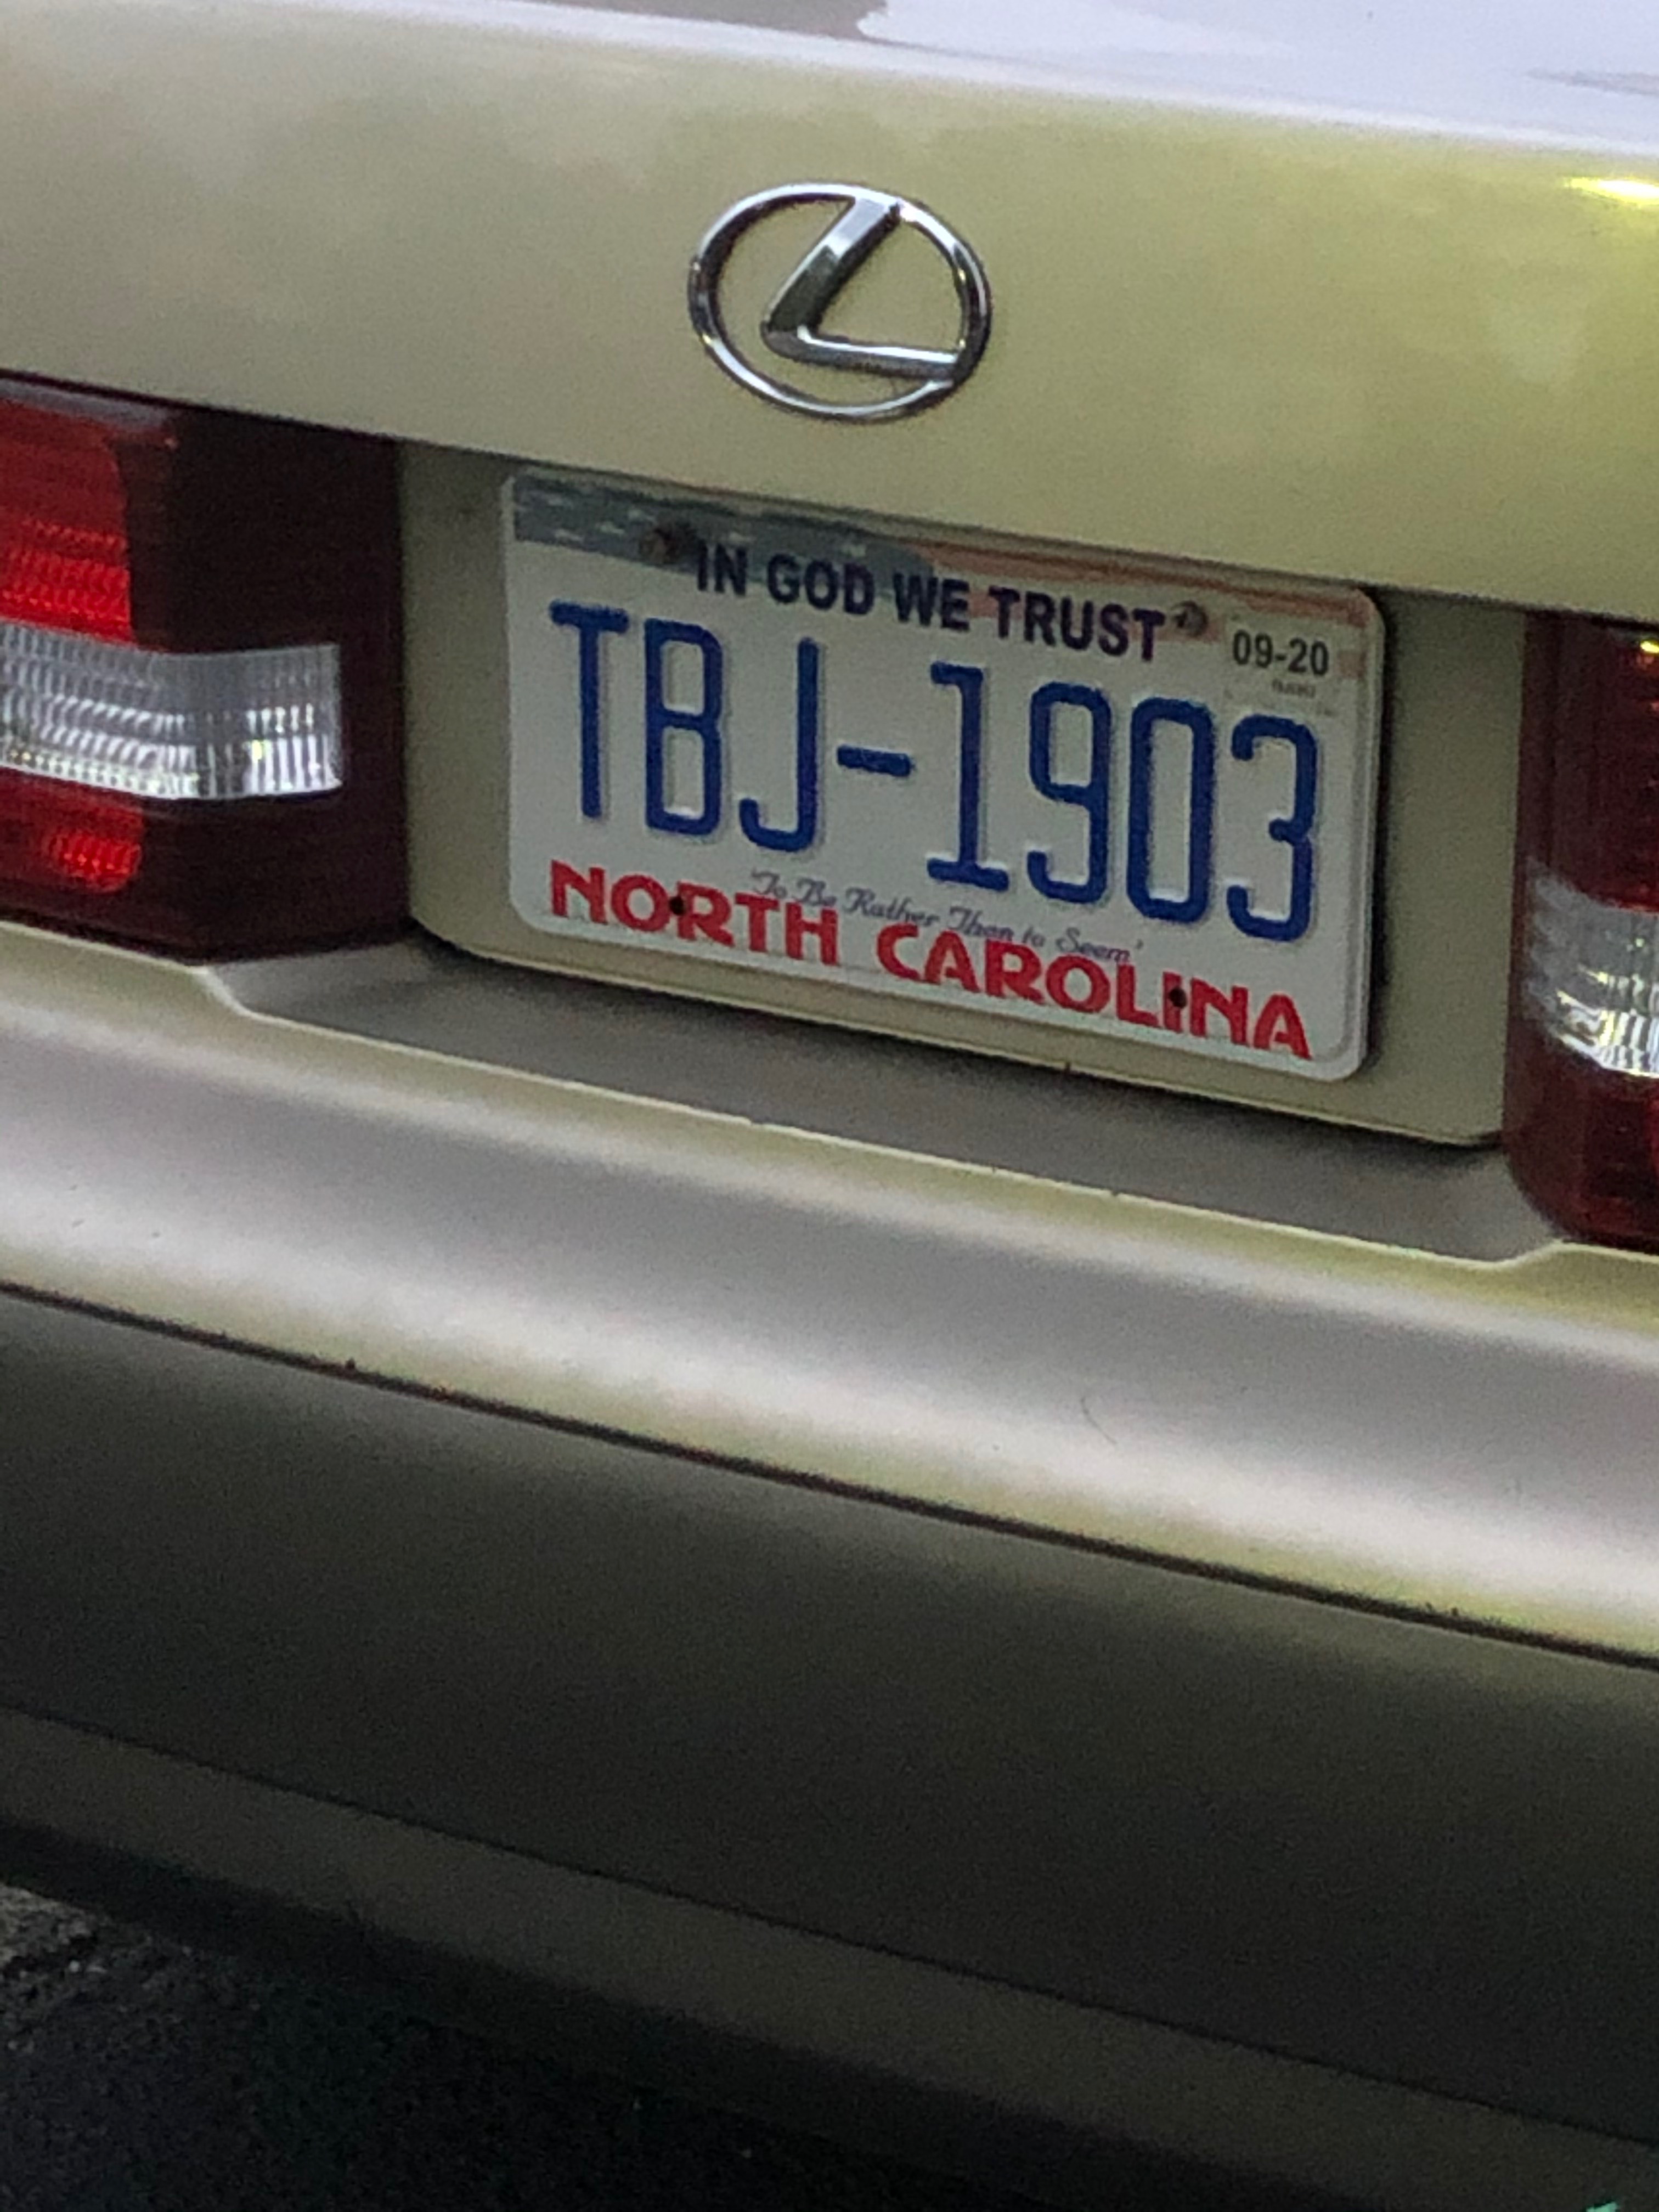 IN GOD WE TRUST
09-20
TBJ-1903
"To Be Rather Than to Seem"
NORTH CAROLINA